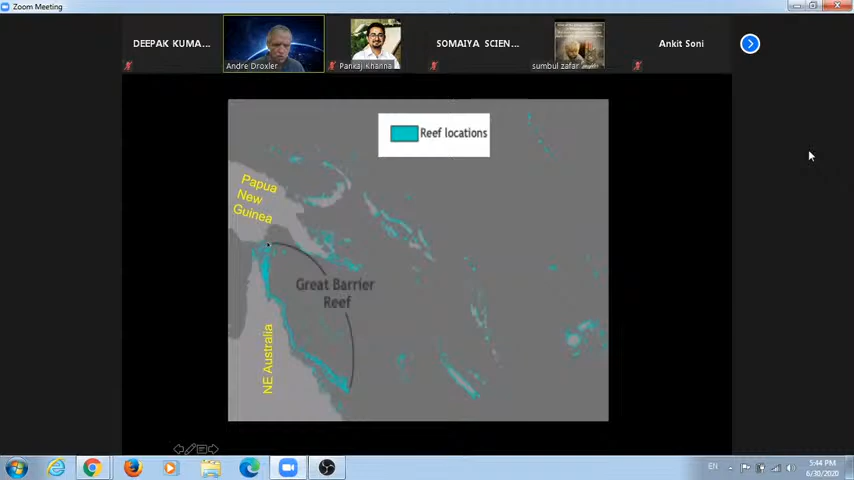 Zoom Meeting
DEEPAK KUMA...
SOMAIYA SCIEN...
Ankit Soni
Andre Droxler
Pankaj Khanna
sumbul zafar
Reef locations
Papua
New
Guinea
Great Barrier
Reef
NE Australia
EN
5:44 PM
6/30/2020